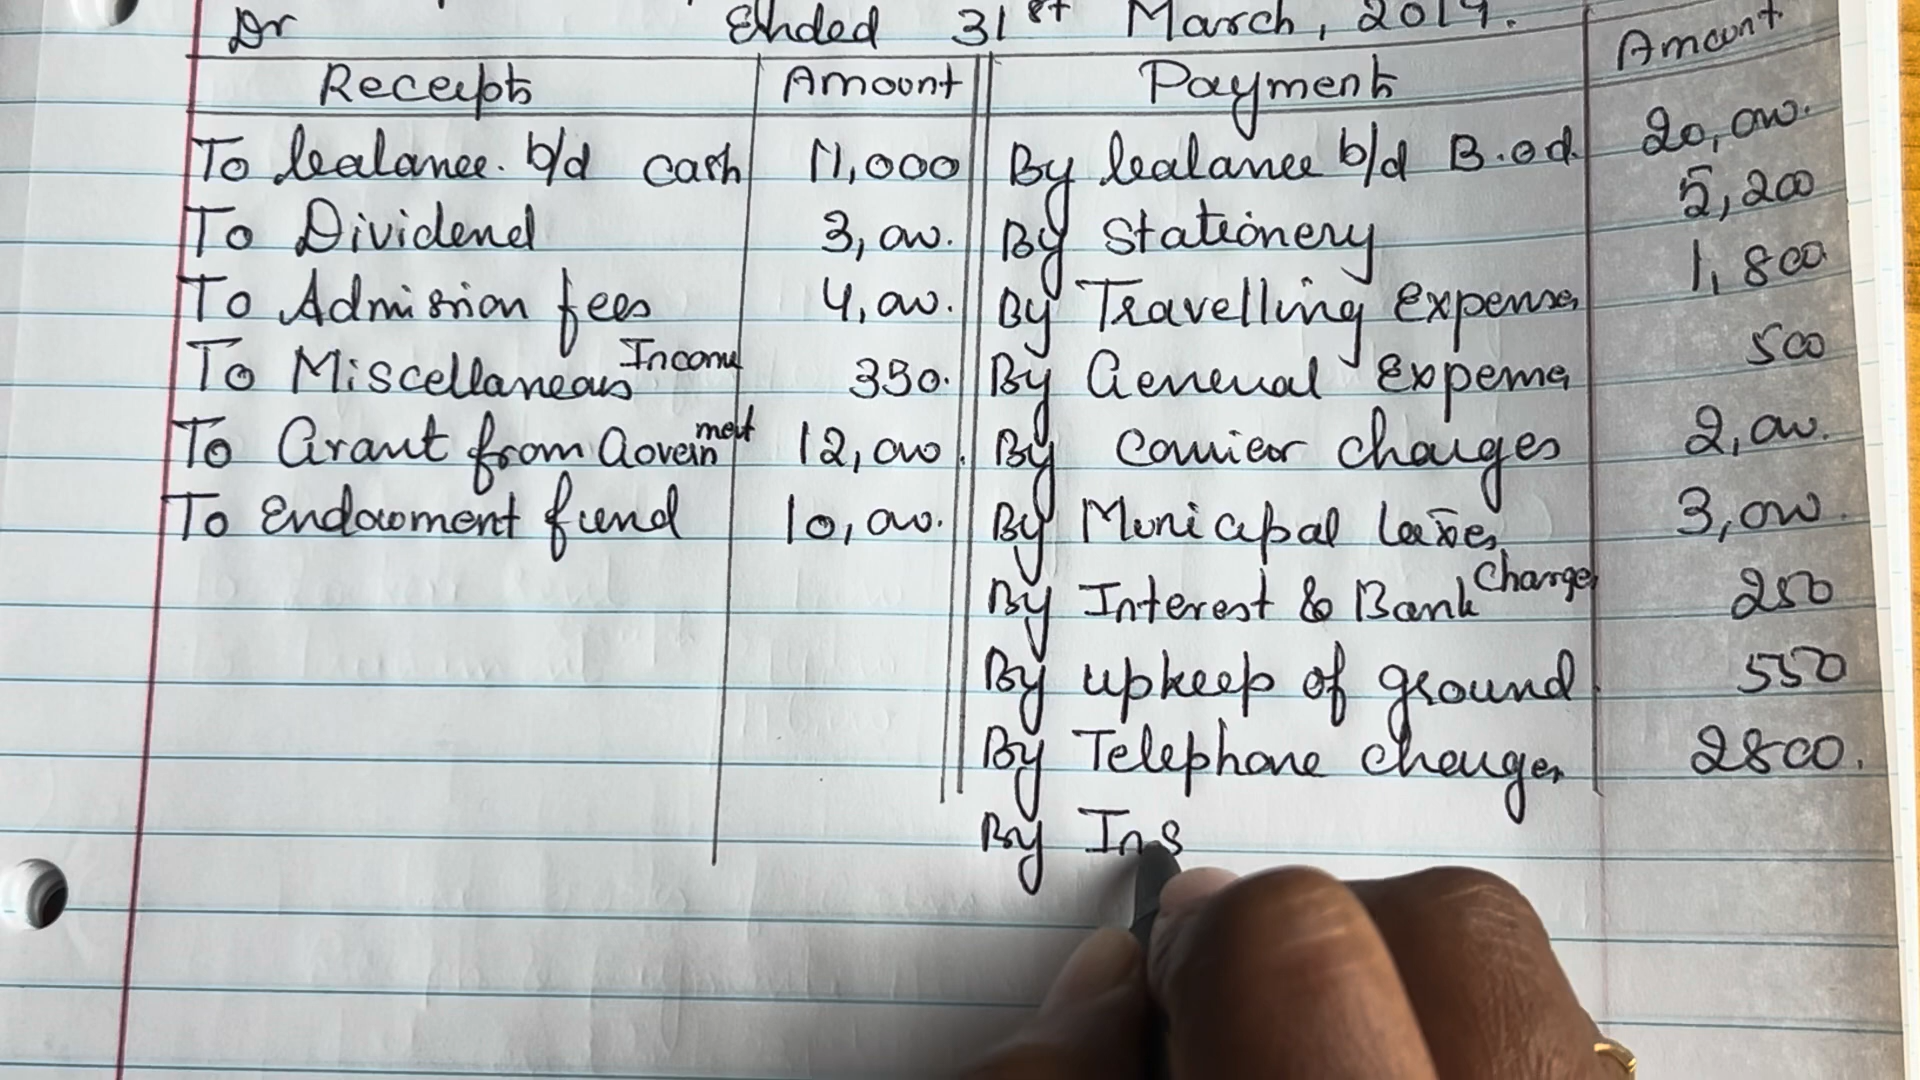 Dr Ended 31st March, 2019.
Receipts Amount Payment Amount
To balance. b/d cash 11,000 By balance b/d B.od. 20,000.
To Dividend 3,000. By Stationery 5,200
To Admission fees 4,000. By Travelling Expenses 1,800
To Miscellaneous Income 350. By General Expenses 500
To Grant from Government 12,000. By Courier charges 2,000.
To Endowment fund 10,000. By Municipal taxes 3,000.
By Interest & Bank Charges 250
By upkeep of ground 550
By Telephone charges 2800.
By Ins